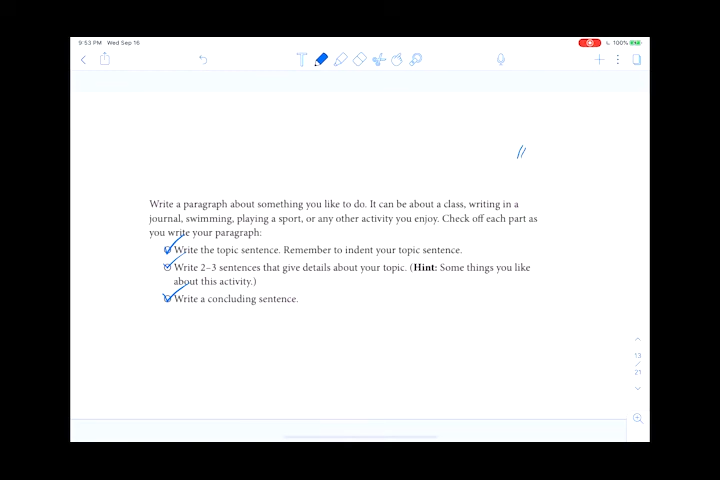 9:53 PM Wed Sep 16
100%
Write a paragraph about something you like to do. It can be about a class, writing in a
journal, swimming, playing a sport, or any other activity you enjoy. Check off each part as
you write your paragraph:
Write the topic sentence. Remember to indent your topic sentence.
Write 2–3 sentences that give details about your topic. (Hint: Some things you like
about this activity.)
Write a concluding sentence.
13
/
21